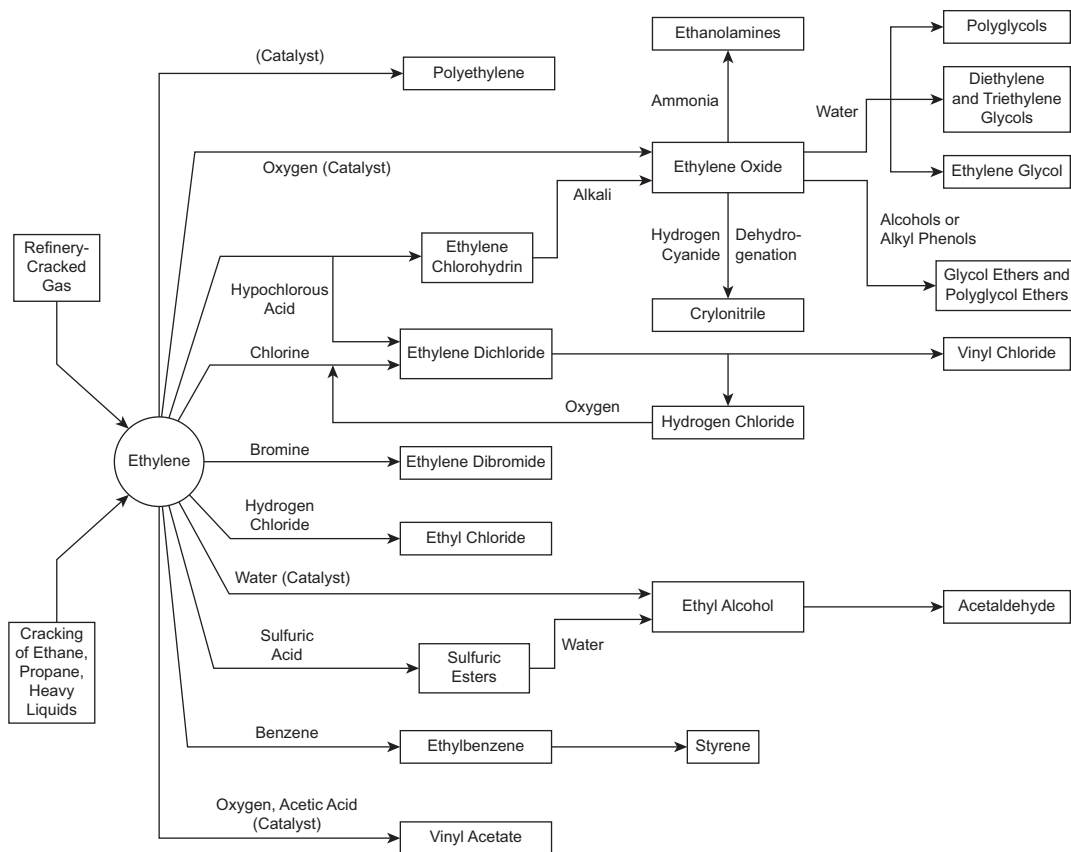 Ethanolamines
Polyglycols
(Catalyst)
Polyethylene
Diethylene
and Triethylene
Glycols
Ammonia
Water
Oxygen (Catalyst)
Ethylene Oxide
Ethylene Glycol
Alkali
Alcohols or
Alkyl Phenols
Refinery-
Cracked
Gas
Ethylene
Chlorohydrin
Hydrogen
Cyanide
Dehydro-
genation
Glycol Ethers and
Polyglycol Ethers
Hypochlorous
Acid
Crylonitrile
Chlorine
Ethylene Dichloride
Vinyl Chloride
Oxygen
Hydrogen Chloride
Ethylene
Bromine
Ethylene Dibromide
Hydrogen
Chloride
Ethyl Chloride
Water (Catalyst)
Ethyl Alcohol
Acetaldehyde
Cracking
of Ethane,
Propane,
Heavy
Liquids
Sulfuric
Acid
Sulfuric
Esters
Water
Benzene
Ethylbenzene
Styrene
Oxygen, Acetic Acid
(Catalyst)
Vinyl Acetate